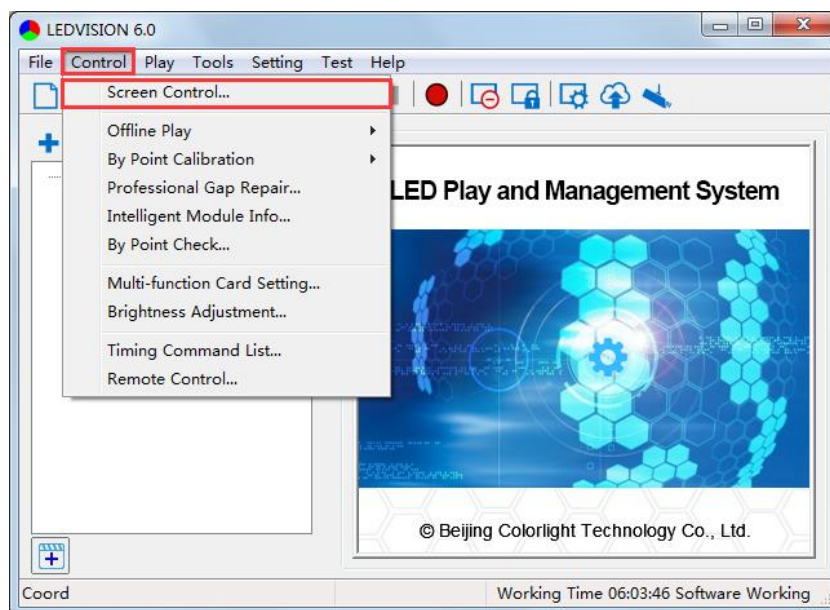 LEDVISION 6.0
File Control Play Tools Setting Test Help
Screen Control...
Offline Play
By Point Calibration
Professional Gap Repair...
Intelligent Module Info...
By Point Check...
Multi-function Card Setting...
Brightness Adjustment...
Timing Command List...
Remote Control...
LED Play and Management System
© Beijing Colorlight Technology Co., Ltd.
Coord
Working Time 06:03:46 Software Working